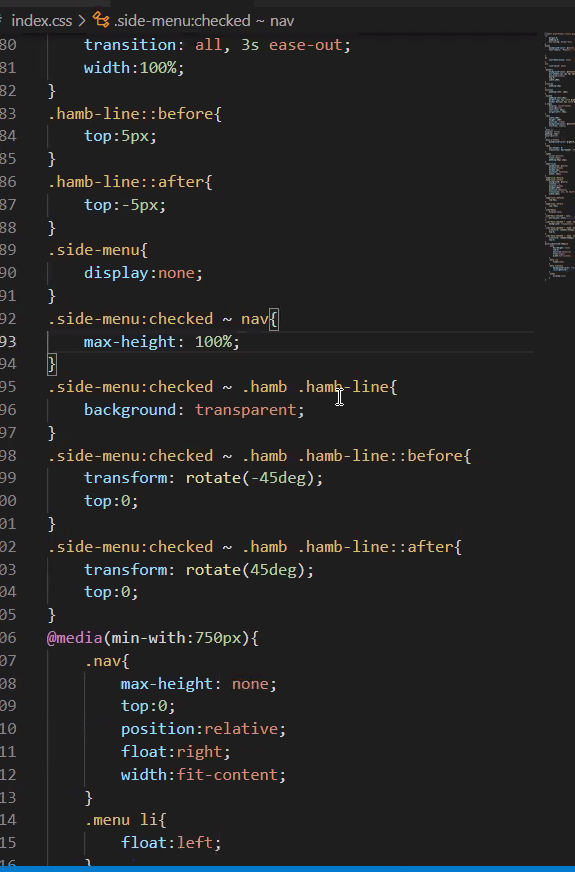 index.css > .side-menu:checked ~ nav
80 transition: all, 3s ease-out;
81 width:100%;
82 }
83 .hamb-line::before{
84 top:5px;
85 }
86 .hamb-line::after{
87 top:-5px;
88 }
89 .side-menu{
90 display:none;
91 }
92 .side-menu:checked ~ nav{
93 max-height: 100%;
94 }
95 .side-menu:checked ~ .hamb .hamb-line{
96 background: transparent;
97 }
98 .side-menu:checked ~ .hamb .hamb-line::before{
99 transform: rotate(-45deg);
00 top:0;
01 }
02 .side-menu:checked ~ .hamb .hamb-line::after{
03 transform: rotate(45deg);
04 top:0;
05 }
06 @media(min-with:750px){
07 .nav{
08 max-height: none;
09 top:0;
10 position:relative;
11 float:right;
12 width:fit-content;
13 }
14 .menu li{
15 float:left;
16 }